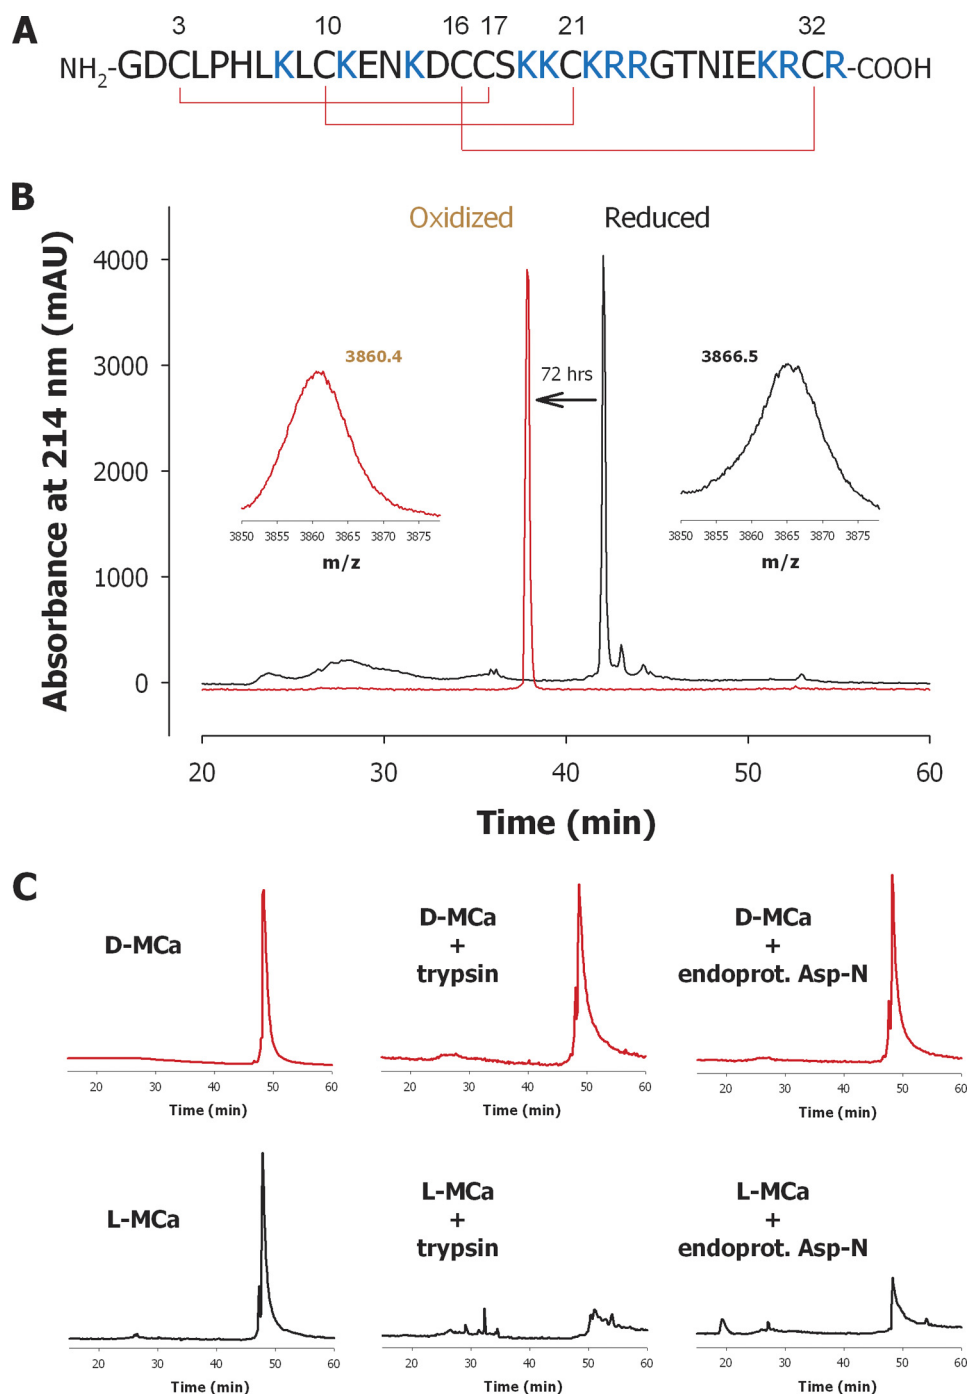 A
3 10 16 17 21 32
NH2-GDCLPHLKLCKENKDCCSKKCKRRGTNIEKRCR-COOH
B
Oxidized Reduced
Absorbance at 214 nm (mAU)
4000
3000
2000
1000
0
3860.4
3850 3855 3860 3865 3870 3875
m/z
72 hrs
3866.5
3850 3855 3860 3865 3870 3875
m/z
20 30 40 50 60
Time (min)
C
D-MCa
20 30 40 50 60
Time (min)
D-MCa
+
trypsin
20 30 40 50 60
Time (min)
D-MCa
+
endoprot. Asp-N
20 30 40 50 60
Time (min)
L-MCa
20 30 40 50 60
Time (min)
L-MCa
+
trypsin
20 30 40 50 60
Time (min)
L-MCa
+
endoprot. Asp-N
20 30 40 50 60
Time (min)